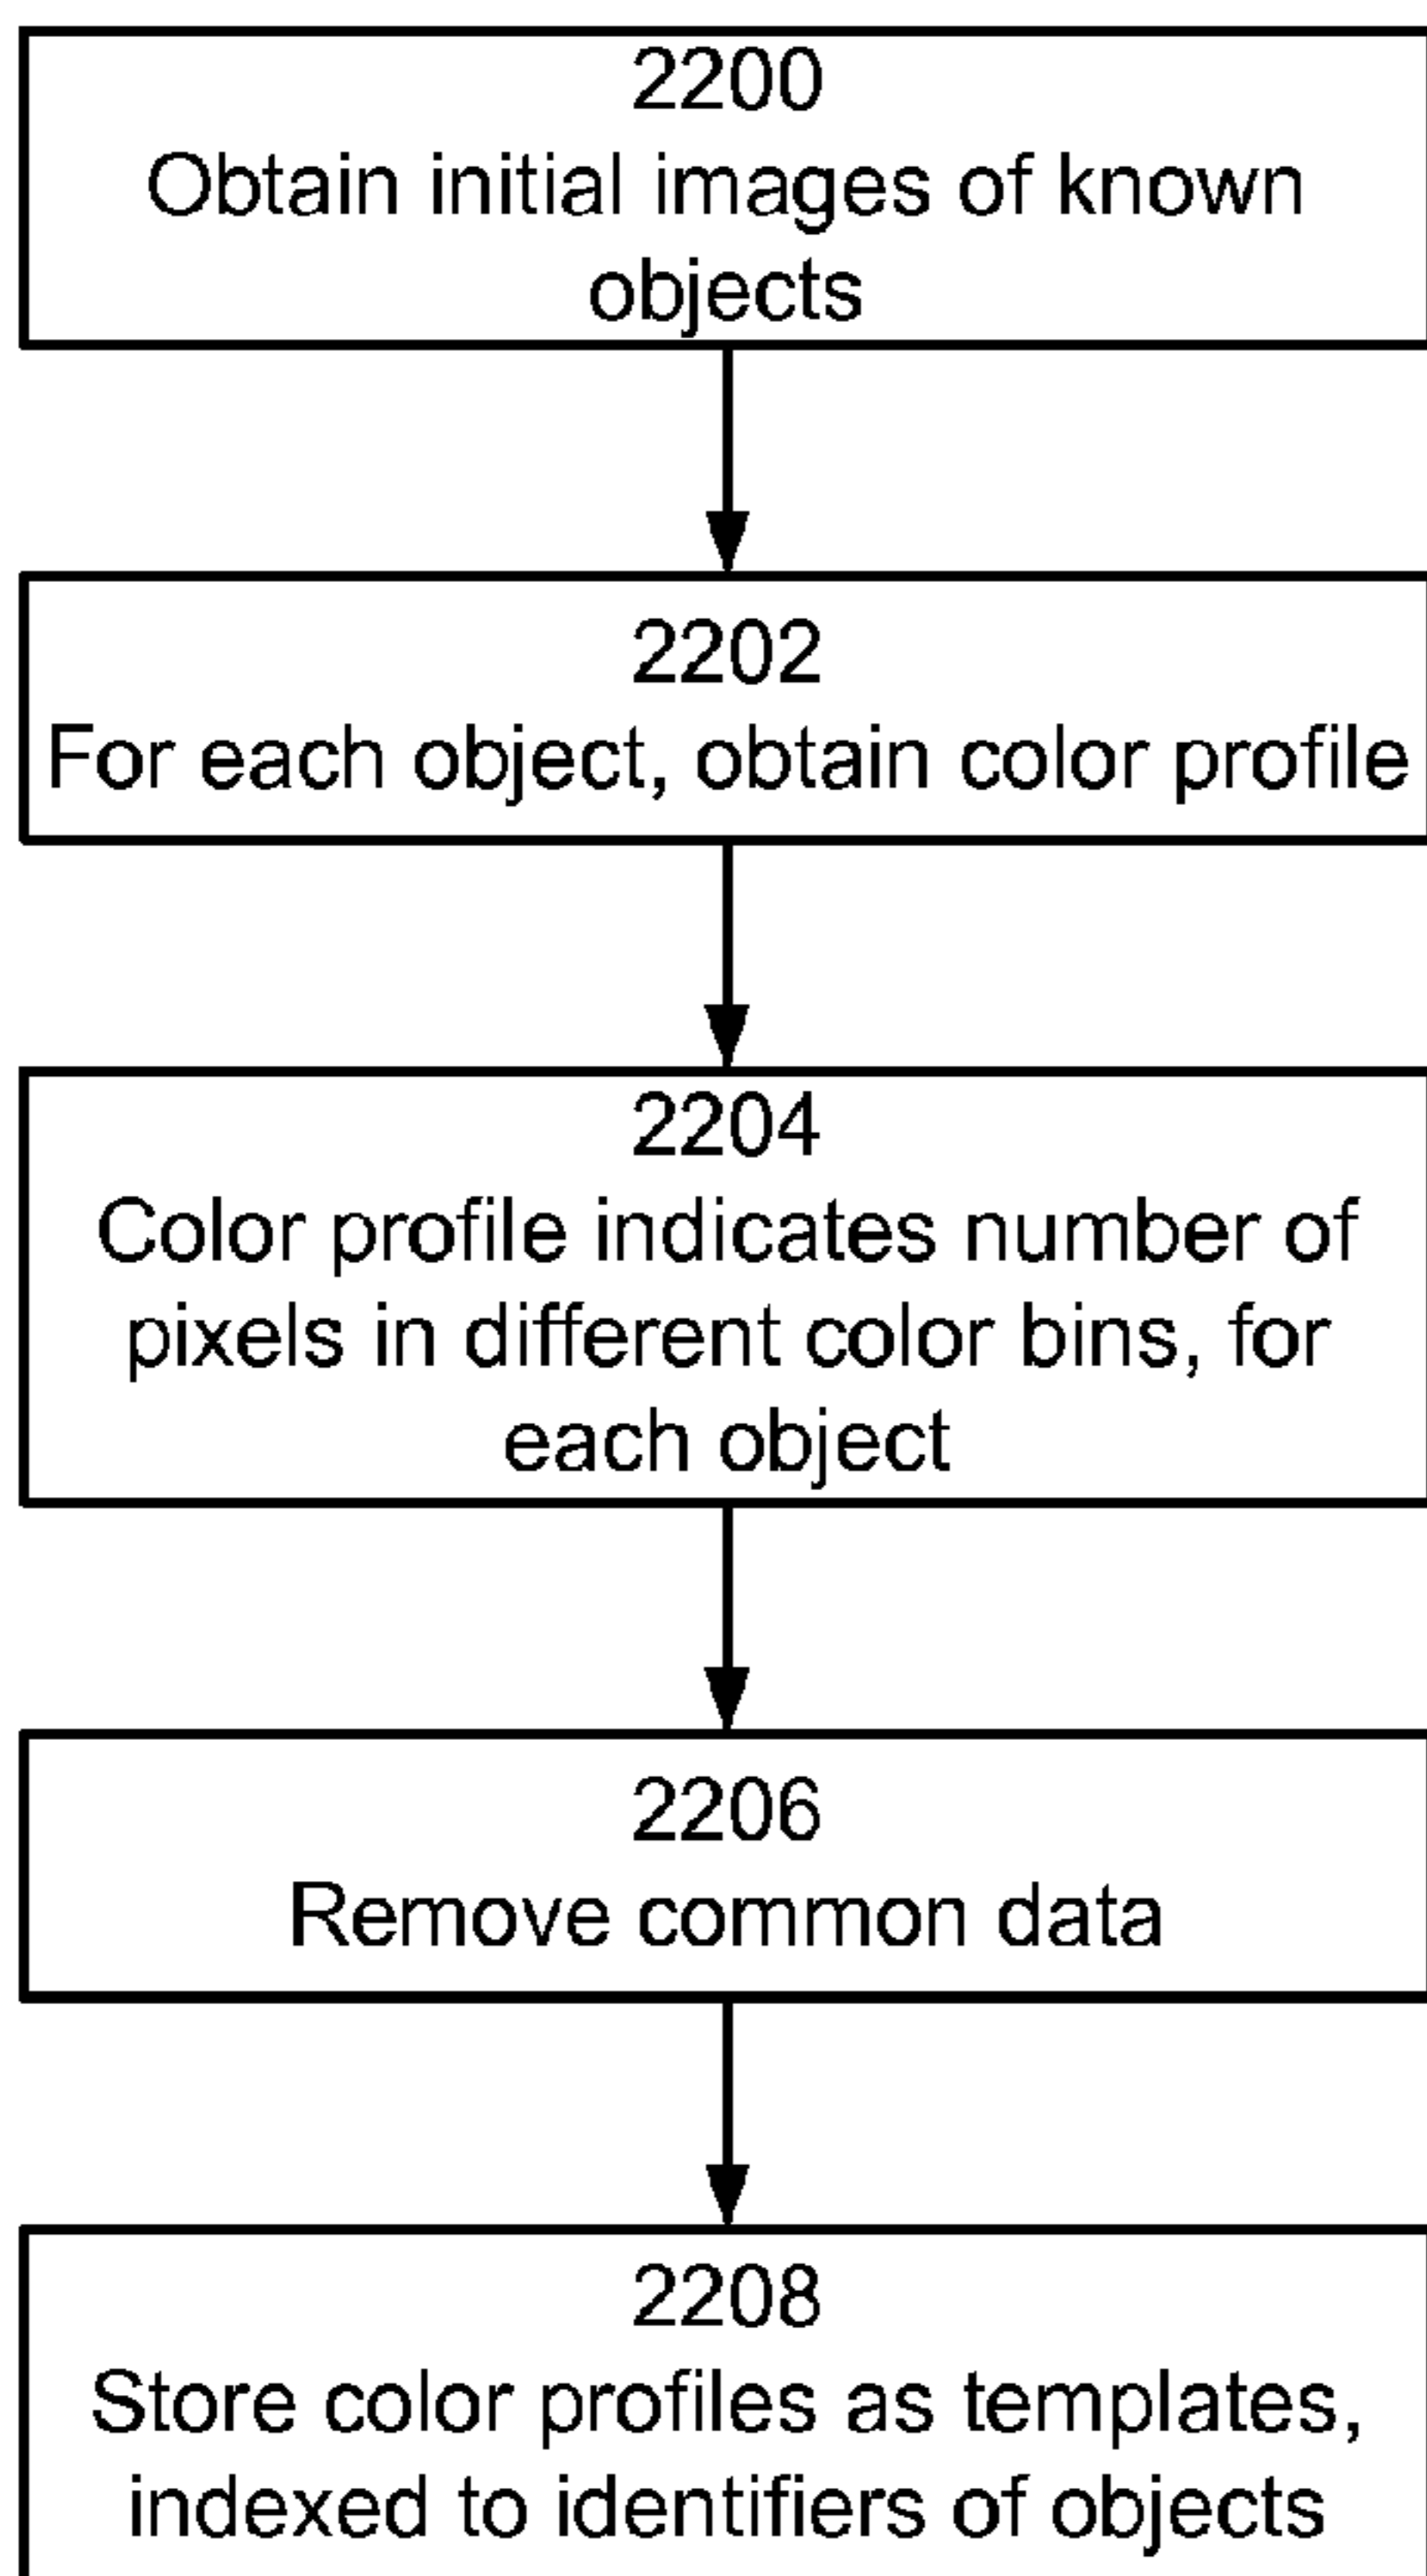 2200
Obtain initial images of known
objects
2202
For each object, obtain color profile
2204
Color profile indicates number of
pixels in different color bins, for
each object
2206
Remove common data
2208
Store color profiles as templates,
indexed to identifiers of objects